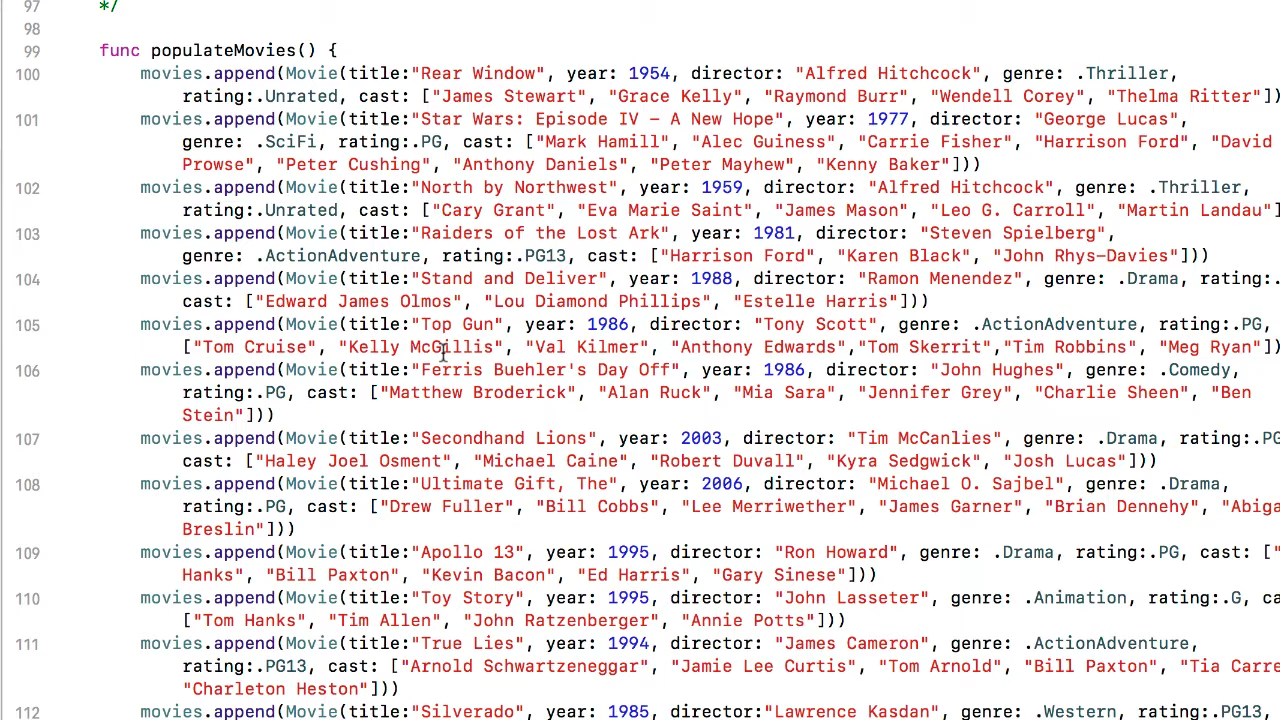 97 */
98
99 func populateMovies() {
100 movies.append(Movie(title:"Rear Window", year: 1954, director: "Alfred Hitchcock", genre: .Thriller,
rating:.Unrated, cast: ["James Stewart", "Grace Kelly", "Raymond Burr", "Wendell Corey", "Thelma Ritter"])
101 movies.append(Movie(title:"Star Wars: Episode IV - A New Hope", year: 1977, director: "George Lucas",
genre: .SciFi, rating:.PG, cast: ["Mark Hamill", "Alec Guiness", "Carrie Fisher", "Harrison Ford", "David
Prowse", "Peter Cushing", "Anthony Daniels", "Peter Mayhew", "Kenny Baker"]))
102 movies.append(Movie(title:"North by Northwest", year: 1959, director: "Alfred Hitchcock", genre: .Thriller,
rating:.Unrated, cast: ["Cary Grant", "Eva Marie Saint", "James Mason", "Leo G. Carroll", "Martin Landau"]
103 movies.append(Movie(title:"Raiders of the Lost Ark", year: 1981, director: "Steven Spielberg",
genre: .ActionAdventure, rating:.PG13, cast: ["Harrison Ford", "Karen Black", "John Rhys-Davies"]))
104 movies.append(Movie(title:"Stand and Deliver", year: 1988, director: "Ramon Menendez", genre: .Drama, rating:.
cast: ["Edward James Olmos", "Lou Diamond Phillips", "Estelle Harris"]))
105 movies.append(Movie(title:"Top Gun", year: 1986, director: "Tony Scott", genre: .ActionAdventure, rating:.PG,
["Tom Cruise", "Kelly McGillis", "Val Kilmer", "Anthony Edwards","Tom Skerrit","Tim Robbins", "Meg Ryan"])
106 movies.append(Movie(title:"Ferris Buehler's Day Off", year: 1986, director: "John Hughes", genre: .Comedy,
rating:.PG, cast: ["Matthew Broderick", "Alan Ruck", "Mia Sara", "Jennifer Grey", "Charlie Sheen", "Ben
Stein"]))
107 movies.append(Movie(title:"Secondhand Lions", year: 2003, director: "Tim McCanlies", genre: .Drama, rating:.PG
cast: ["Haley Joel Osment", "Michael Caine", "Robert Duvall", "Kyra Sedgwick", "Josh Lucas"]))
108 movies.append(Movie(title:"Ultimate Gift, The", year: 2006, director: "Michael O. Sajbel", genre: .Drama,
rating:.PG, cast: ["Drew Fuller", "Bill Cobbs", "Lee Merriwether", "James Garner", "Brian Dennehy", "Abiga
Breslin"]))
109 movies.append(Movie(title:"Apollo 13", year: 1995, director: "Ron Howard", genre: .Drama, rating:.PG, cast: ["
Hanks", "Bill Paxton", "Kevin Bacon", "Ed Harris", "Gary Sinese"]))
110 movies.append(Movie(title:"Toy Story", year: 1995, director: "John Lasseter", genre: .Animation, rating:.G, ca
["Tom Hanks", "Tim Allen", "John Ratzenberger", "Annie Potts"]))
111 movies.append(Movie(title:"True Lies", year: 1994, director: "James Cameron", genre: .ActionAdventure,
rating:.PG13, cast: ["Arnold Schwartzeneggar", "Jamie Lee Curtis", "Tom Arnold", "Bill Paxton", "Tia Carre
"Charleton Heston"]))
112 movies.append(Movie(title:"Silverado", year: 1985, director:"Lawrence Kasdan", genre: .Western, rating:.PG13,